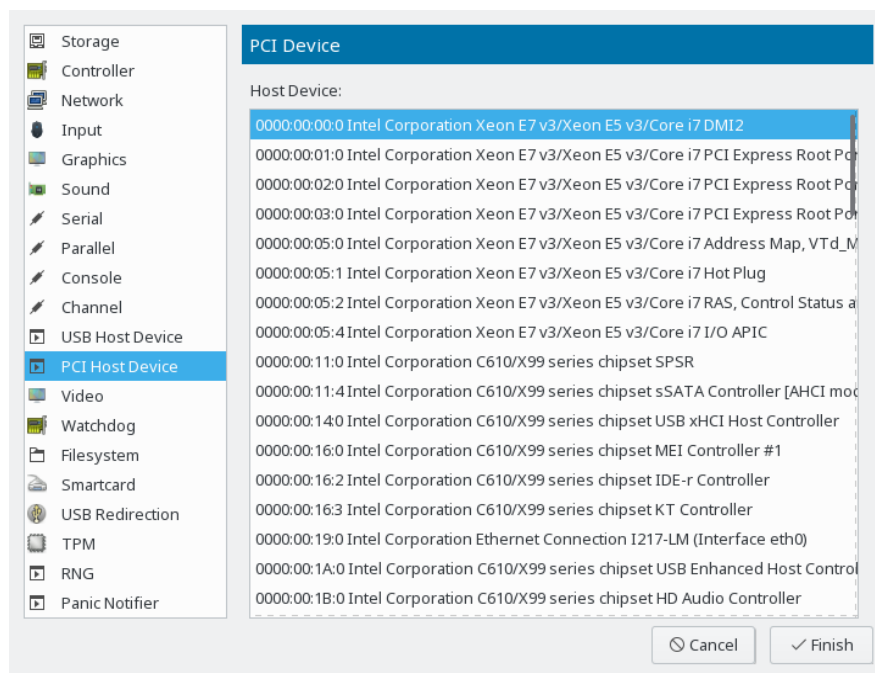 Storage
Controller
Network
Input
Graphics
Sound
Serial
Parallel
Console
Channel
USB Host Device
PCI Host Device
Video
Watchdog
Filesystem
Smartcard
USB Redirection
TPM
RNG
Panic Notifier
PCI Device
Host Device:
0000:00:00:0 Intel Corporation Xeon E7 v3/Xeon E5 v3/Core i7 DMI2
0000:00:01:0 Intel Corporation Xeon E7 v3/Xeon E5 v3/Core i7 PCI Express Root Por
0000:00:02:0 Intel Corporation Xeon E7 v3/Xeon E5 v3/Core i7 PCI Express Root Por
0000:00:03:0 Intel Corporation Xeon E7 v3/Xeon E5 v3/Core i7 PCI Express Root Por
0000:00:05:0 Intel Corporation Xeon E7 v3/Xeon E5 v3/Core i7 Address Map, VTd_M
0000:00:05:1 Intel Corporation Xeon E7 v3/Xeon E5 v3/Core i7 Hot Plug
0000:00:05:2 Intel Corporation Xeon E7 v3/Xeon E5 v3/Core i7 RAS, Control Status a
0000:00:05:4 Intel Corporation Xeon E7 v3/Xeon E5 v3/Core i7 I/O APIC
0000:00:11:0 Intel Corporation C610/X99 series chipset SPSR
0000:00:11:4 Intel Corporation C610/X99 series chipset sSATA Controller [AHCI mod
0000:00:14:0 Intel Corporation C610/X99 series chipset USB xHCI Host Controller
0000:00:16:0 Intel Corporation C610/X99 series chipset MEI Controller #1
0000:00:16:2 Intel Corporation C610/X99 series chipset IDE-r Controller
0000:00:16:3 Intel Corporation C610/X99 series chipset KT Controller
0000:00:19:0 Intel Corporation Ethernet Connection I217-LM (Interface eth0)
0000:00:1A:0 Intel Corporation C610/X99 series chipset USB Enhanced Host Control
0000:00:1B:0 Intel Corporation C610/X99 series chipset HD Audio Controller
Cancel
Finish